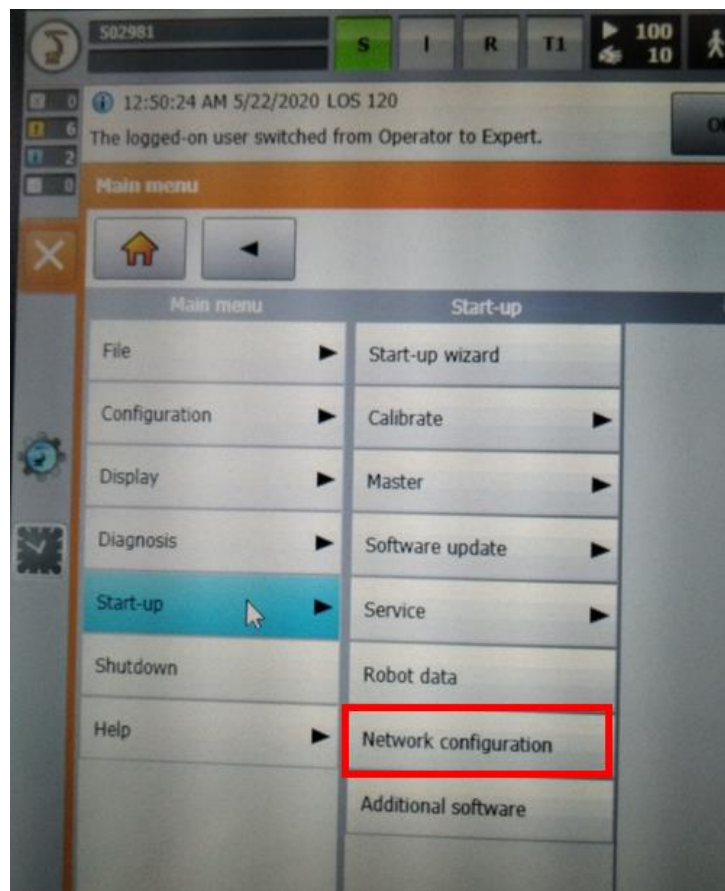 S02981
S I R T1 100
10
0
6
2
0
12:50:24 AM 5/22/2020 LOS 120
The logged-on user switched from Operator to Expert.
Main menu
Main menu
File
Configuration
Display
Diagnosis
Start-up
Shutdown
Help
Start-up
Start-up wizard
Calibrate
Master
Software update
Service
Robot data
Network configuration
Additional software